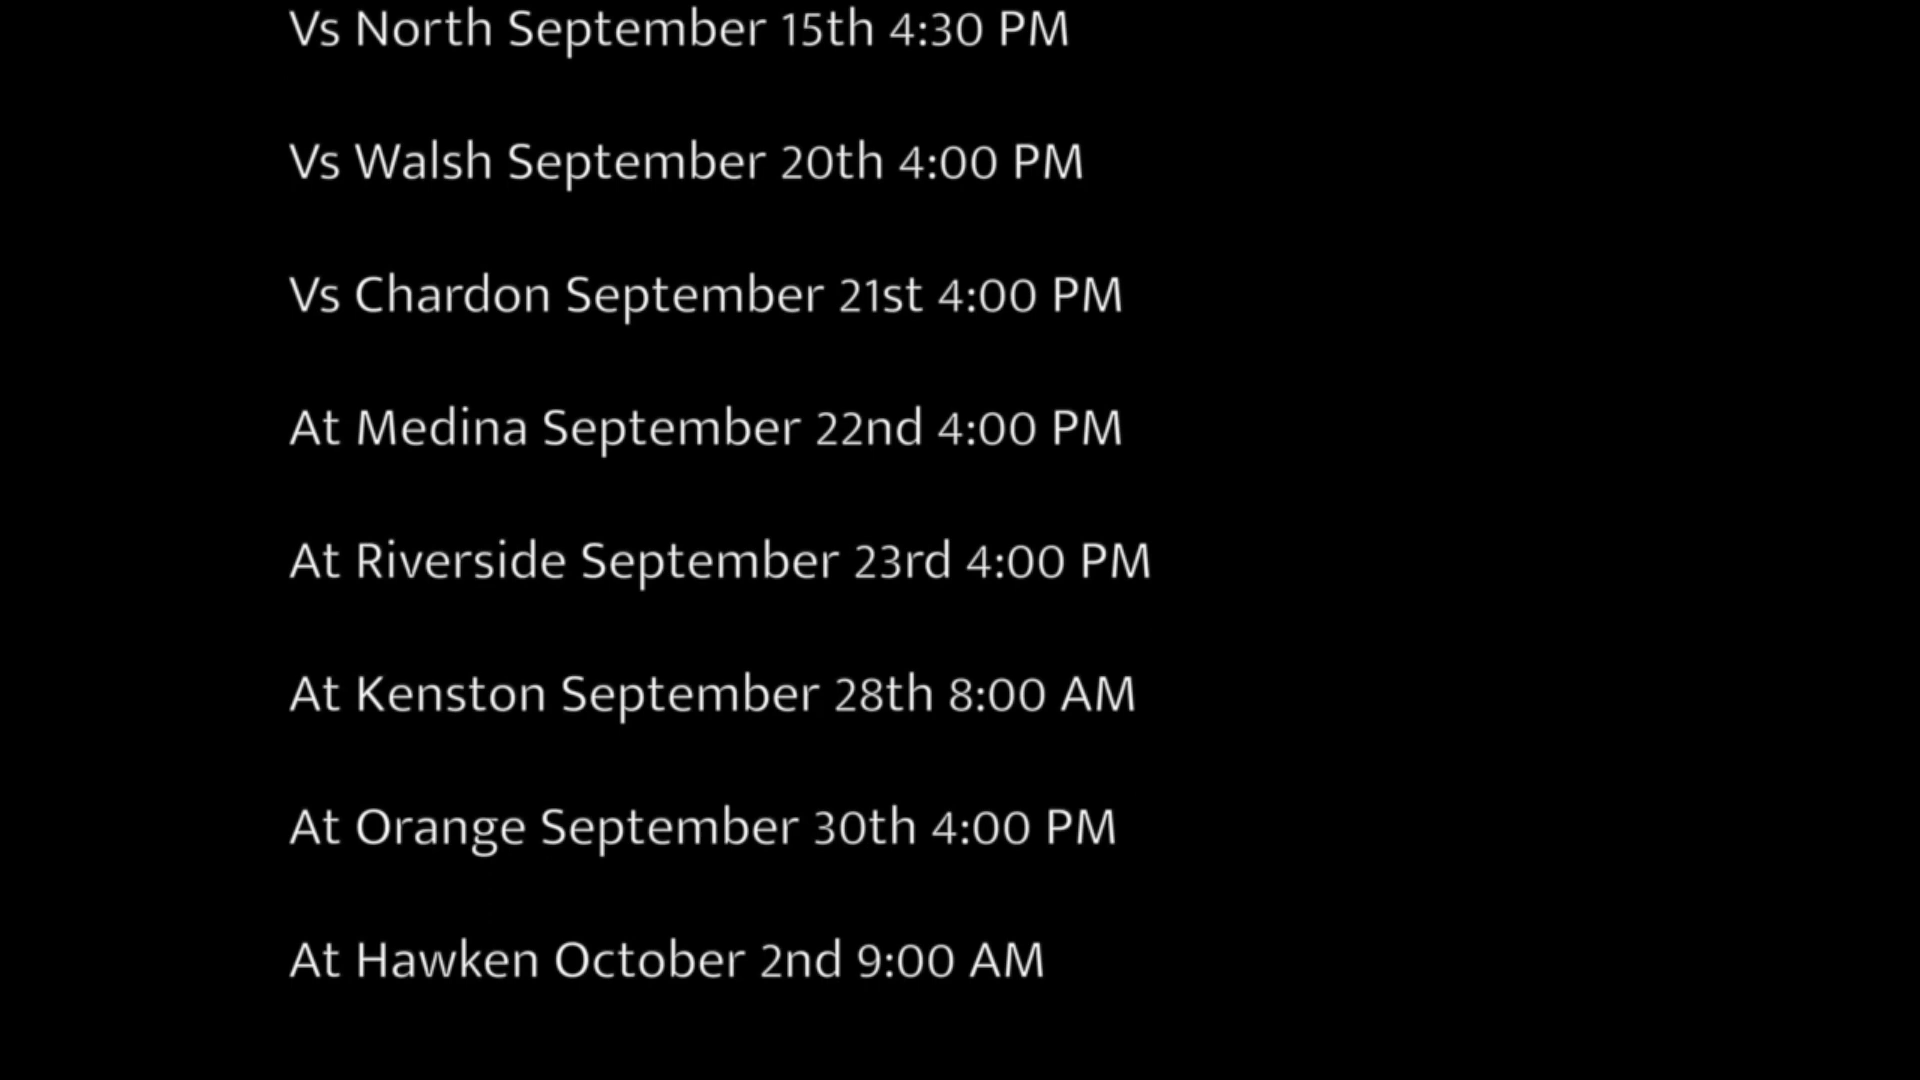 Vs North September 15th 4:30 PM
Vs Walsh September 20th 4:00 PM
Vs Chardon September 21st 4:00 PM
At Medina September 22nd 4:00 PM
At Riverside September 23rd 4:00 PM
At Kenston September 28th 8:00 AM
At Orange September 30th 4:00 PM
At Hawken October 2nd 9:00 AM